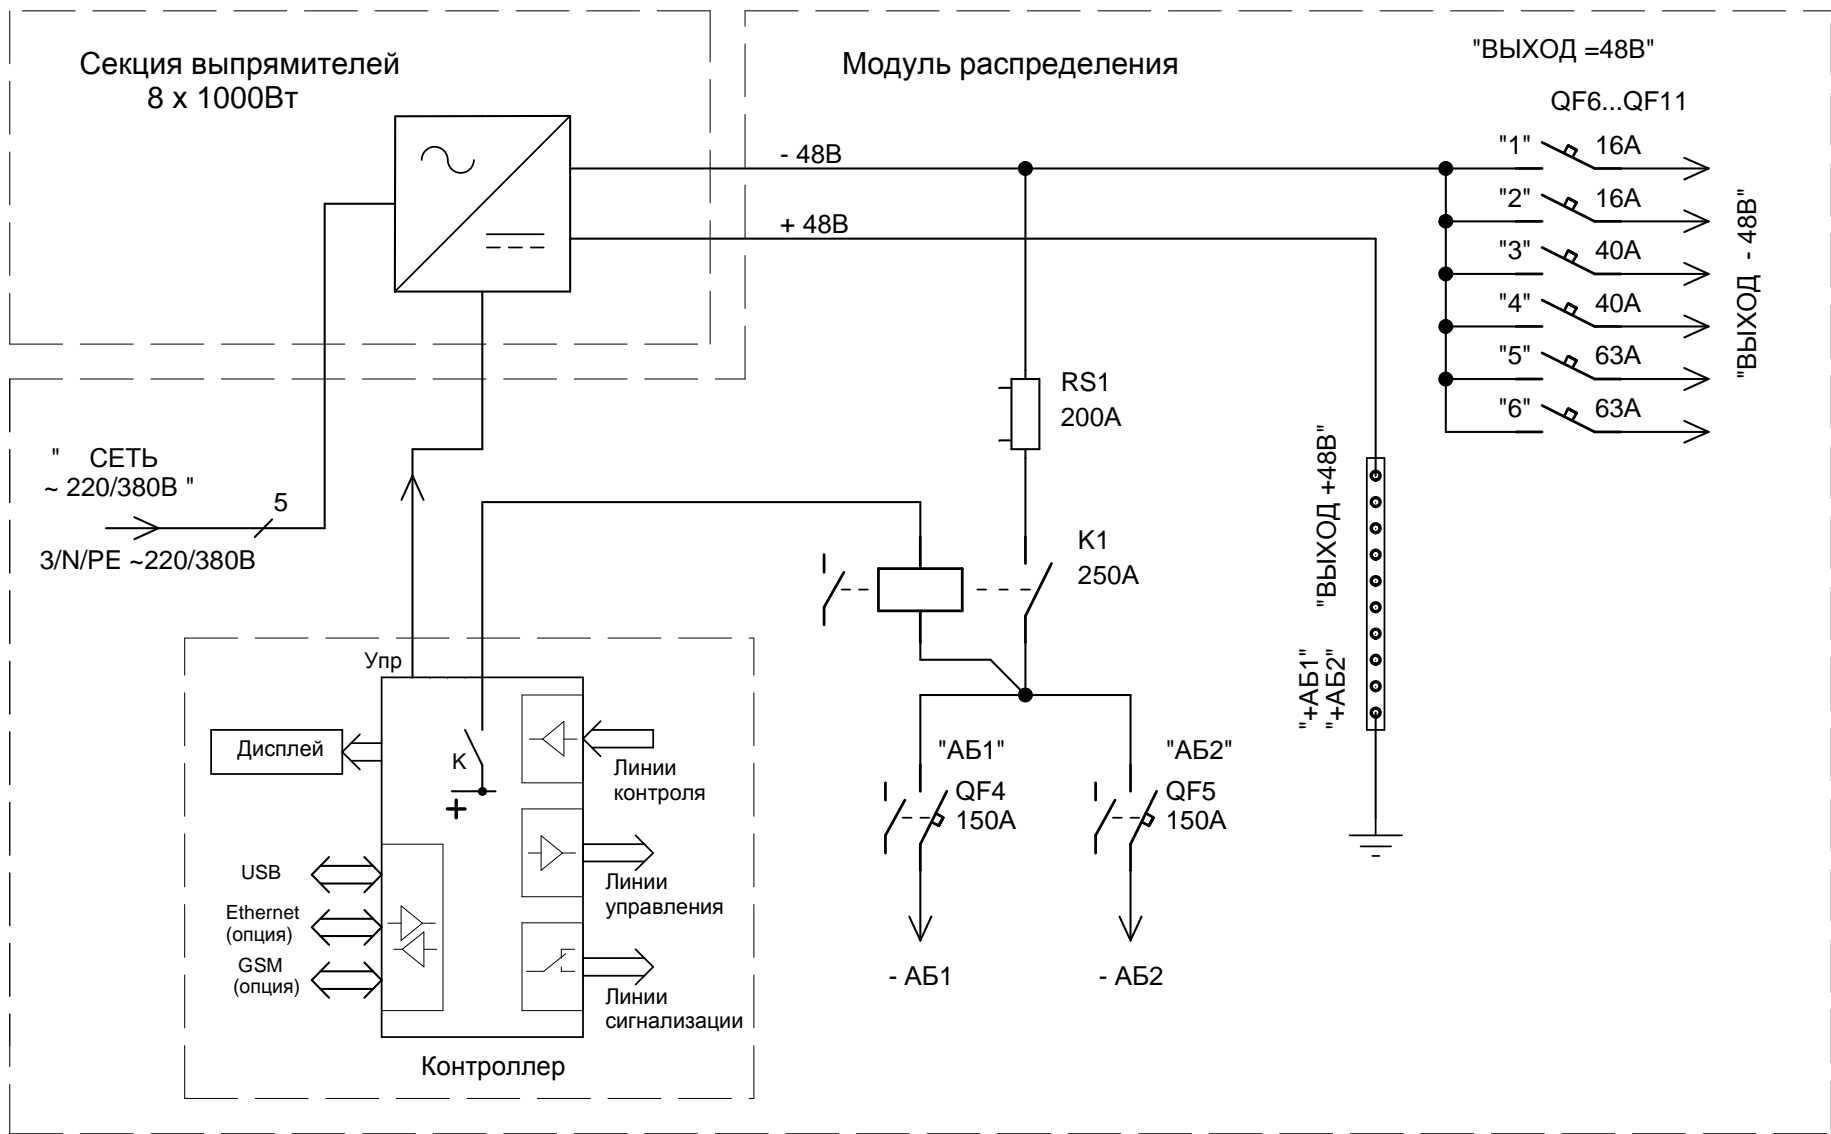 Секция выпрямителей
8 x 1000Вт
Модуль распределения
"ВЫХОД =48В"
QF6...QF11
- 48В
+ 48В
"1" 16А
"2" 16А
"3" 40А
"4" 40А
"5" 63А
"6" 63А
"ВЫХОД - 48В"
RS1
200А
" СЕТЬ
~ 220/380В "
5
3/N/PE ~220/380В
K1
250А
"ВЫХОД +48В"
"+АБ1"
"+АБ2"
Упр
Дисплей
К
+
Линии
контроля
"АБ1"
QF4
150А
"АБ2"
QF5
150А
USB
Ethernet
(опция)
GSM
(опция)
Линии
управления
Линии
сигнализации
- АБ1
- АБ2
Контроллер